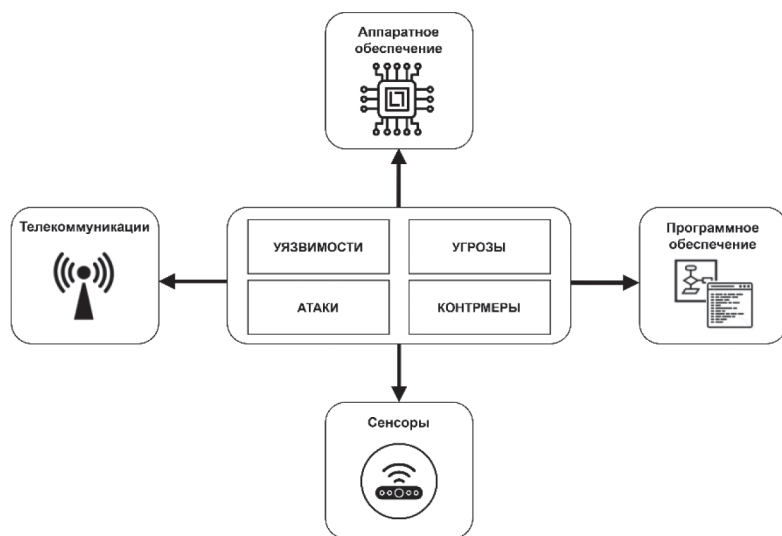 Аппаратное
обеспечение
Телекоммуникации
УЯЗВИМОСТИ
УГРОЗЫ
АТАКИ
КОНТРМЕРЫ
Программное
обеспечение
Сенсоры